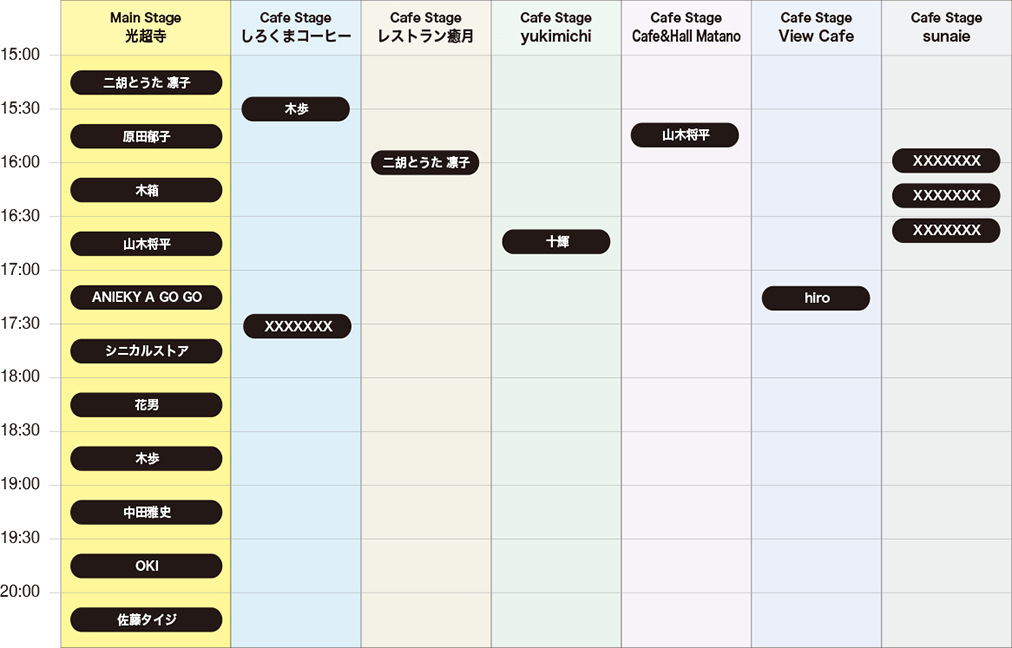 Main Stage
光超寺
Cafe Stage
しろくまコーヒー
Cafe Stage
レストラン癒月
Cafe Stage
yukimichi
Cafe Stage
Cafe&Hall Matano
Cafe Stage
View Cafe
Cafe Stage
sunaie
15:00
二胡とうた 凛子
15:30
木歩
原田郁子
山木将平
16:00
二胡とうた 凛子
XXXXXXX
木箱
XXXXXXX
16:30
XXXXXXX
山木将平
十輝
17:00
ANIEKY A GO GO
hiro
17:30
XXXXXXX
シニカルストア
18:00
花男
18:30
木歩
19:00
中田雅史
19:30
OKI
20:00
佐藤タイジ